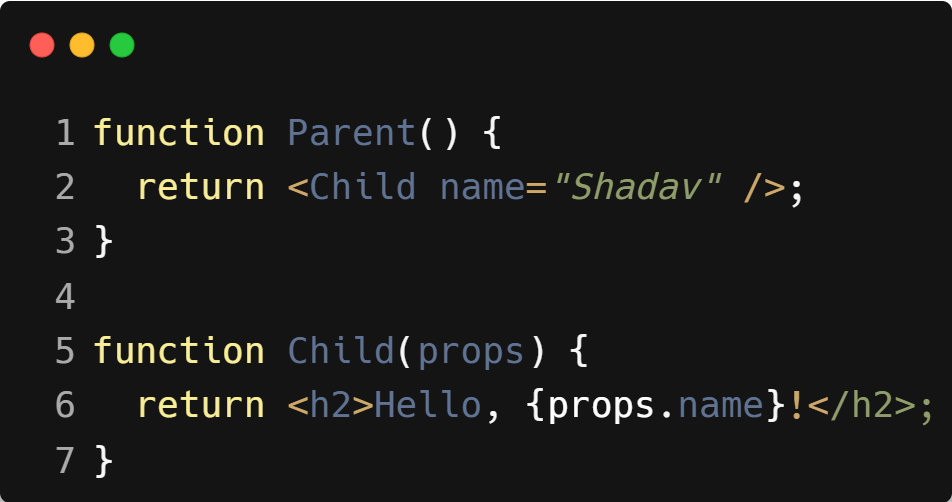 1 function Parent() {
2   return <Child name="Shadav" />;
3 }
4
5 function Child(props) {
6   return <h2>Hello, {props.name}!</h2>;
7 }